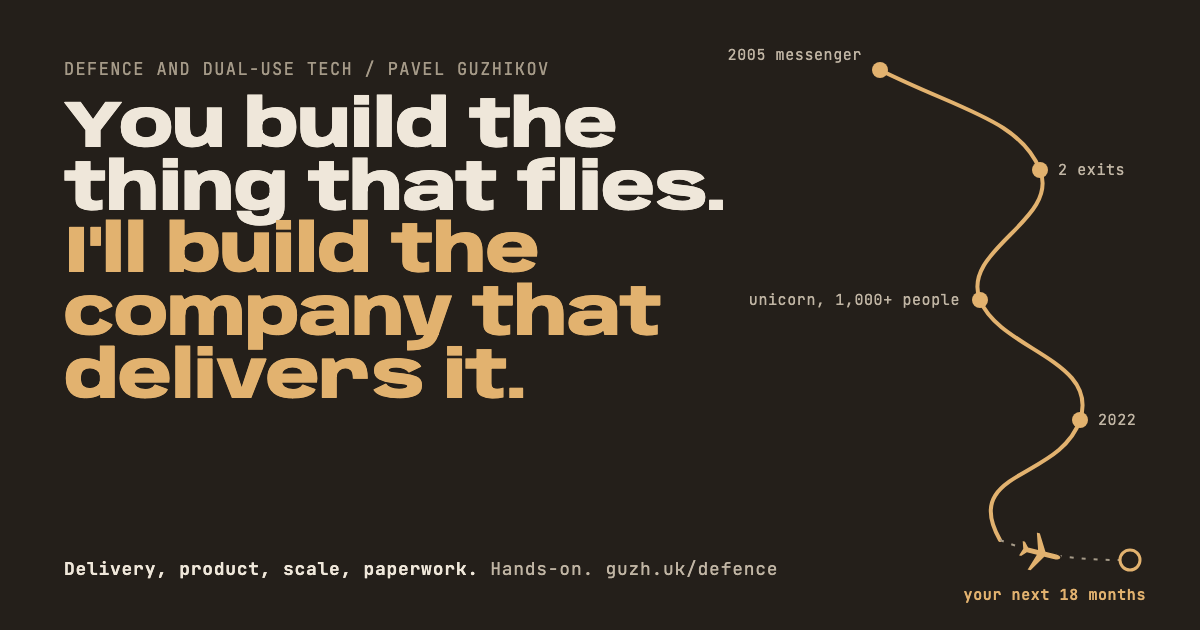 DEFENCE AND DUAL-USE TECH / PAVEL GUZHIKOV
You build the
thing that flies.
I'll build the
company that
delivers it.
Delivery, product, scale, paperwork. Hands-on. guzh.uk/defence
2005 messenger
2 exits
unicorn, 1,000+ people
2022
your next 18 months